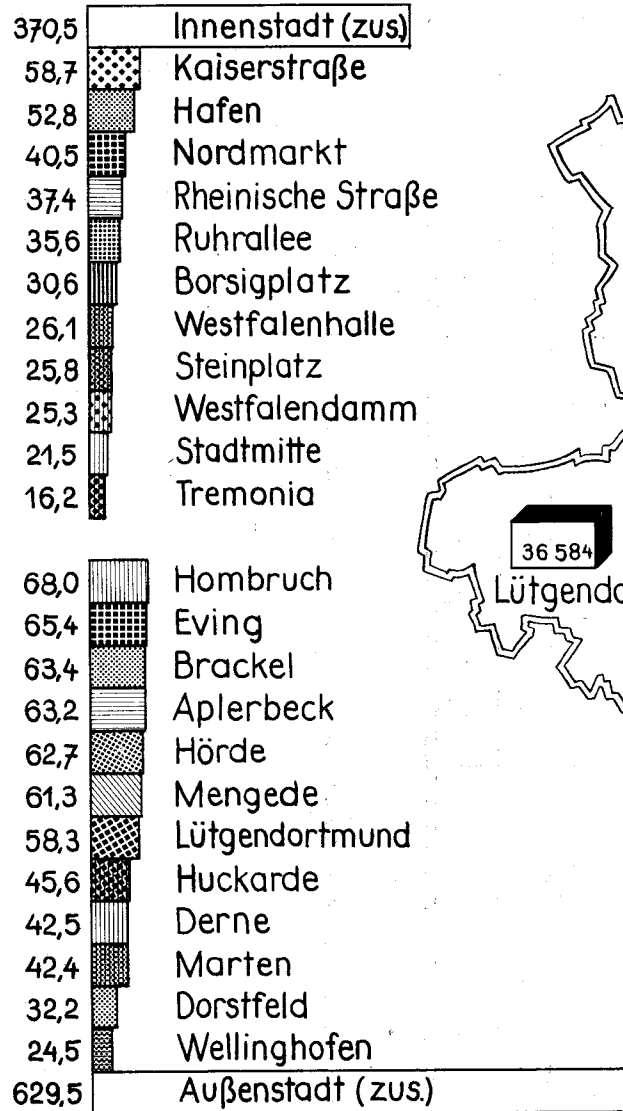 370,5 Innenstadt (zus.)
58,7 Kaiserstraße
52,8 Hafen
40,5 Nordmarkt
37,4 Rheinische Straße
35,6 Ruhrallee
30,6 Borsigplatz
26,1 Westfalenhalle
25,8 Steinplatz
25,3 Westfalendamm
21,5 Stadtmitte
16,2 Tremonia
36 584
Lütgendo
68,0 Hombruch
65,4 Eving
63,4 Brackel
63,2 Aplerbeck
62,7 Hörde
61,3 Mengede
58,3 Lütgendortmund
45,6 Huckarde
42,5 Derne
42,4 Marten
32,2 Dorstfeld
24,5 Wellinghofen
629,5 Außenstadt (zus.)